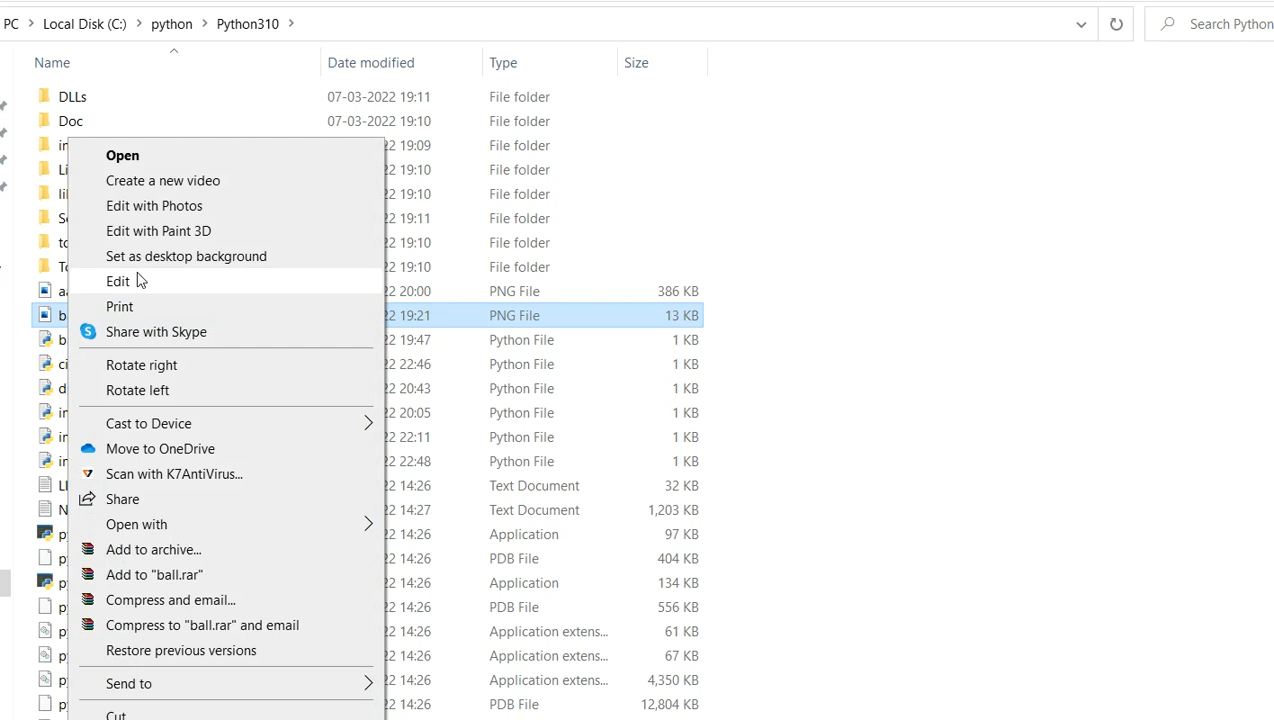 PC > Local Disk (C:) > python > Python310 >
Search Python
Name Date modified Type Size
DLLs 07-03-2022 19:11 File folder
Doc 07-03-2022 19:10 File folder
22 19:09 File folder
22 19:10 File folder
22 19:10 File folder
22 19:11 File folder
22 19:10 File folder
22 19:10 File folder
22 20:00 PNG File 386 KB
22 19:21 PNG File 13 KB
22 19:47 Python File 1 KB
22 22:46 Python File 1 KB
22 20:43 Python File 1 KB
22 20:05 Python File 1 KB
22 22:11 Python File 1 KB
22 22:48 Python File 1 KB
22 14:26 Text Document 32 KB
22 14:27 Text Document 1,203 KB
22 14:26 Application 97 KB
22 14:26 PDB File 404 KB
22 14:26 Application 134 KB
22 14:26 PDB File 556 KB
22 14:26 Application extens... 61 KB
22 14:26 Application extens... 67 KB
22 14:26 Application extens... 4,350 KB
22 14:26 PDB File 12,804 KB
Open
Create a new video
Edit with Photos
Edit with Paint 3D
Set as desktop background
Edit
Print
Share with Skype
Rotate right
Rotate left
Cast to Device
Move to OneDrive
Scan with K7AntiVirus...
Share
Open with
Add to archive...
Add to "ball.rar"
Compress and email...
Compress to "ball.rar" and email
Restore previous versions
Send to
Cut